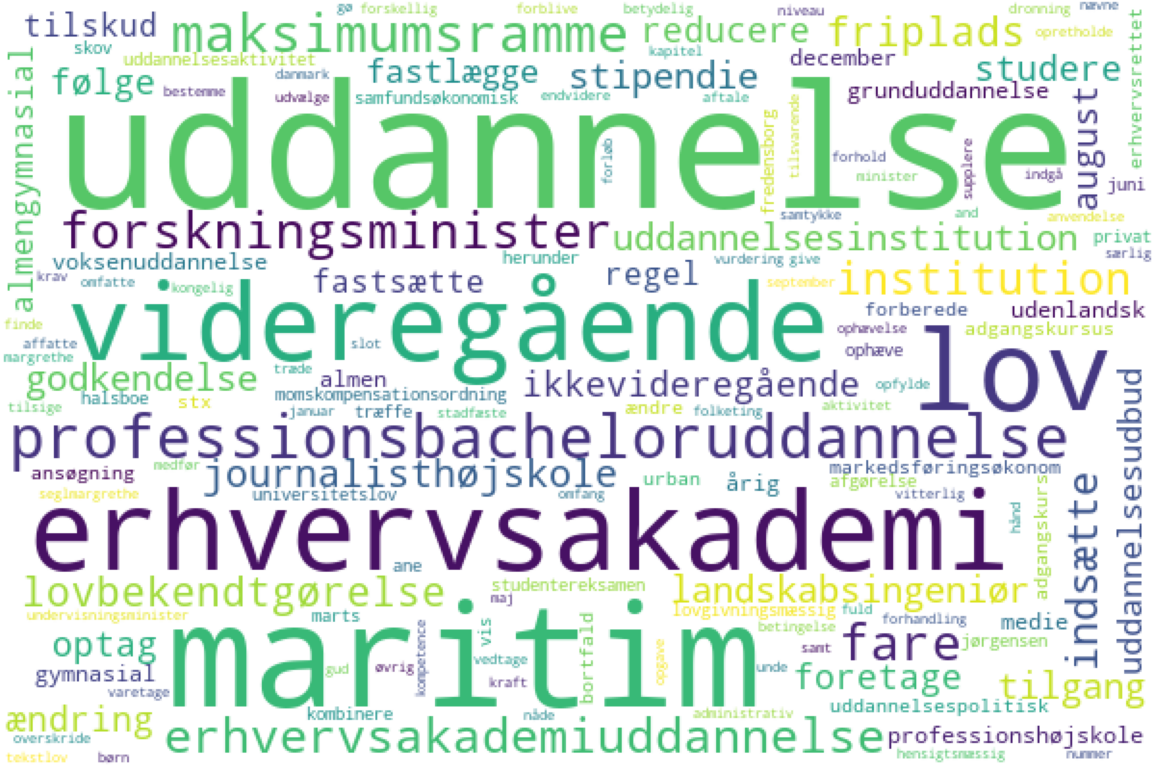 gø forskellig forblive betydelig niveau dronning nævne
tilskud maksimumsramme reducere friplads opretholde
skov uddannelsesaktivitet kapitel december
følge danmark fastlægge stipendie studere
bestemme udvælge samfundsøkonomisk endvidere aftale grunduddannelse
almengymnasial
uddannelse
forløb fredensborg tilsvarende forhold minister supplere indgå august juni erhvervsrettet
samtykke and anvendelse
forskningsminister uddannelsesinstitution privat
voksenuddannelse herunder vurdering give særlig
krav omfatte kongelig fastsætte regel september institution
finde forberede udenlandsk
videregående
affatte slot ophævelse adgangskursus
margrethe ophæve
lov
godkendelse træde almen ikkevideregående opfylde
tilsige halsboe stx momskompensationsordning
januar træffe stadfæste ændre folketing aktivitet
professionsbacheloruddannelse
uddannelsesudbud
ansøgning medfør journalisthøjskole urban årig markedsføringsøkonom
seglmargrethe universitetslov omfang afgørelse vitterlig
erhvervsakademi
hånd adgangskurs indsætte
ane
lovbekendtgørelse studentereksamen landskabsingeniør
undervisningsminister marts maj lovgivningsmæssig fuld forhandling medie
maritim
optag kompetence vis bortfald opgave betingelse samt fare jørgensen
gymnasial gud øvrig vedtage kraft unde foretage tilgang
varetage
ændring kombinere nåde administrativ uddannelsespolitisk
overskride erhvervsakademiuddannelse professionshøjskole
tekstlov børn hensigtsmæssig nummer